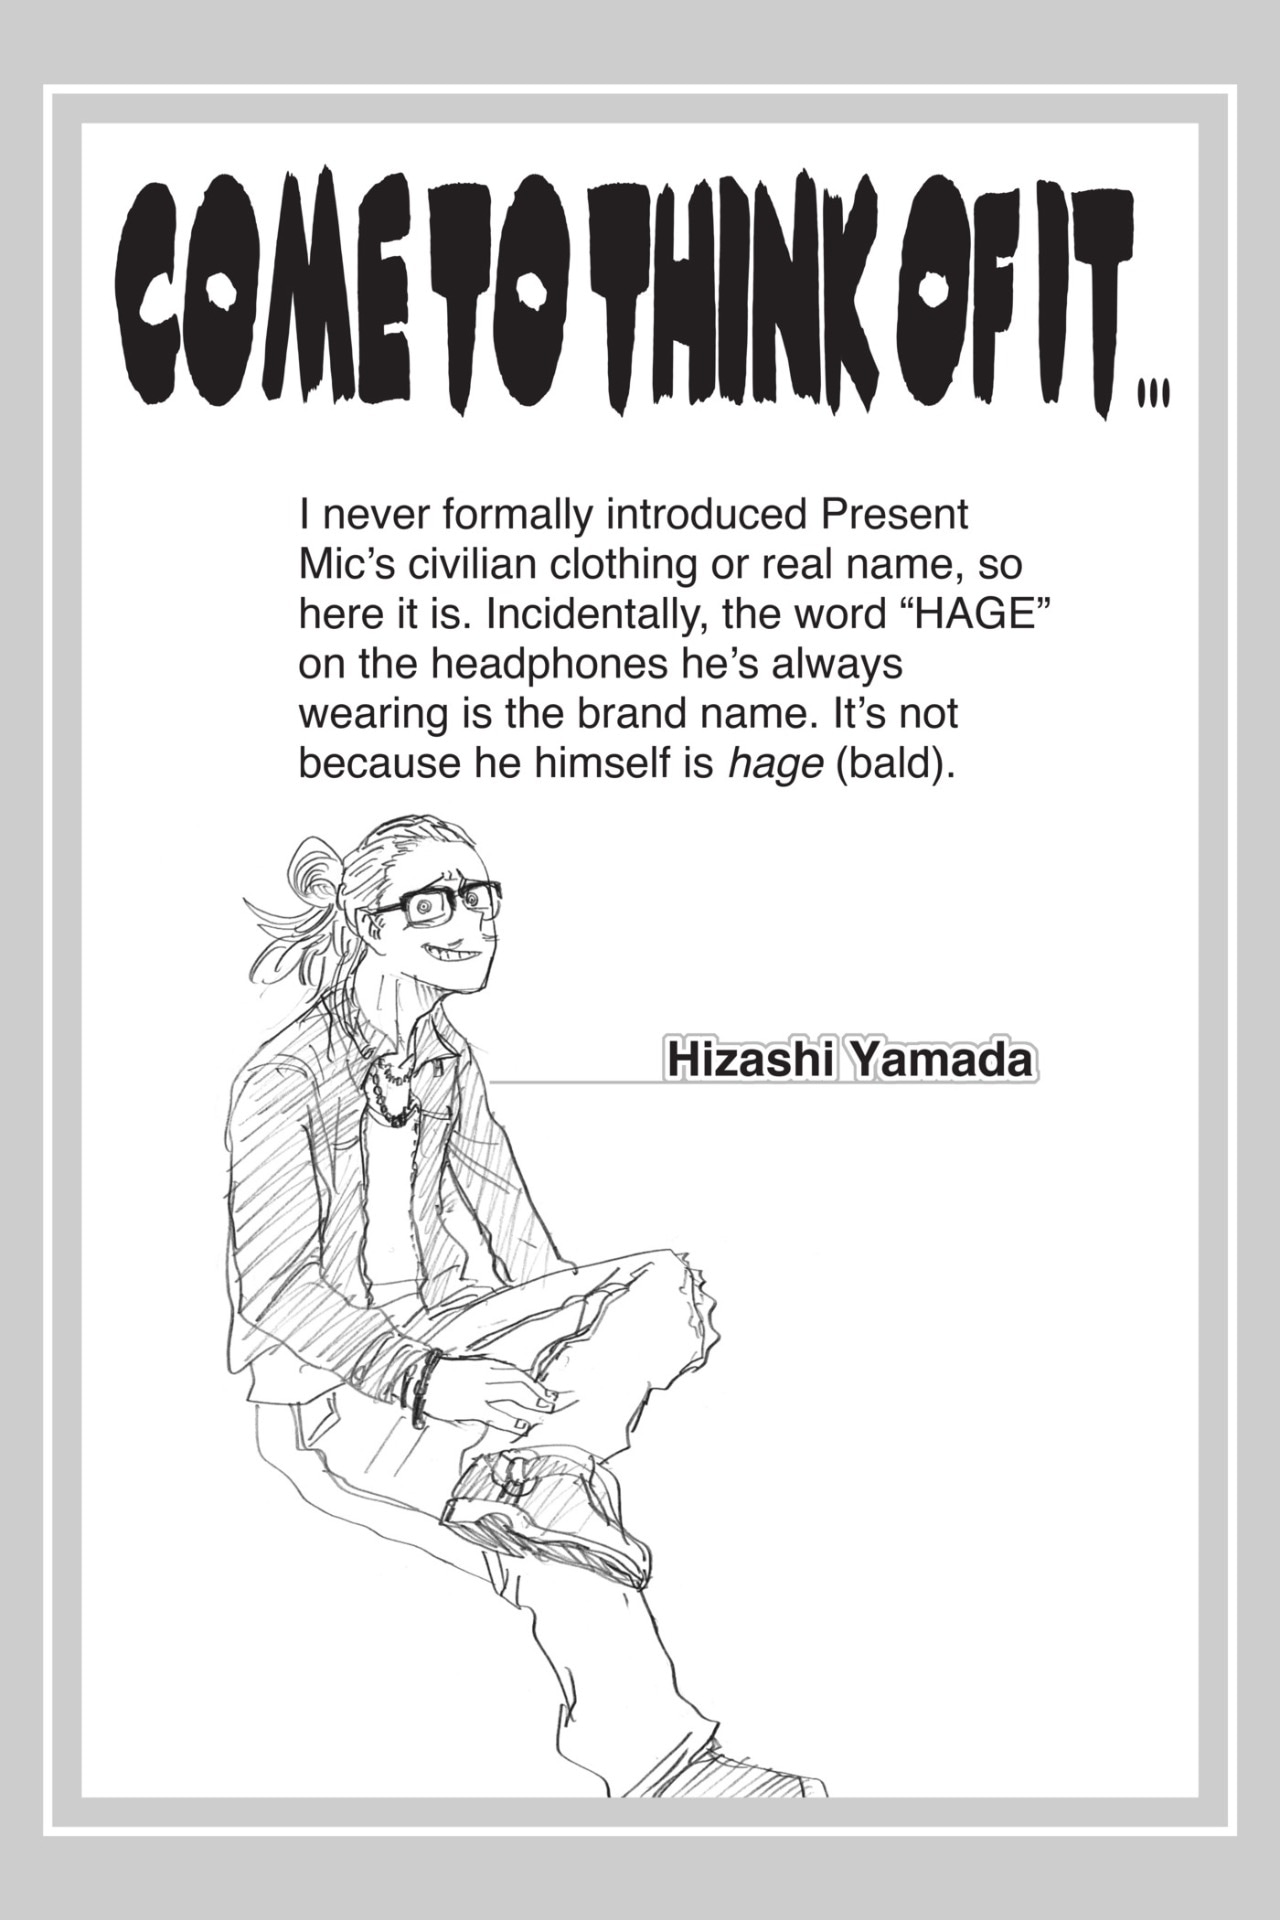 COME TO THINK OF IT...
I never formally introduced Present
Mic’s civilian clothing or real name, so
here it is. Incidentally, the word “HAGE”
on the headphones he’s always
wearing is the brand name. It’s not
because he himself is hage (bald).
Hizashi Yamada